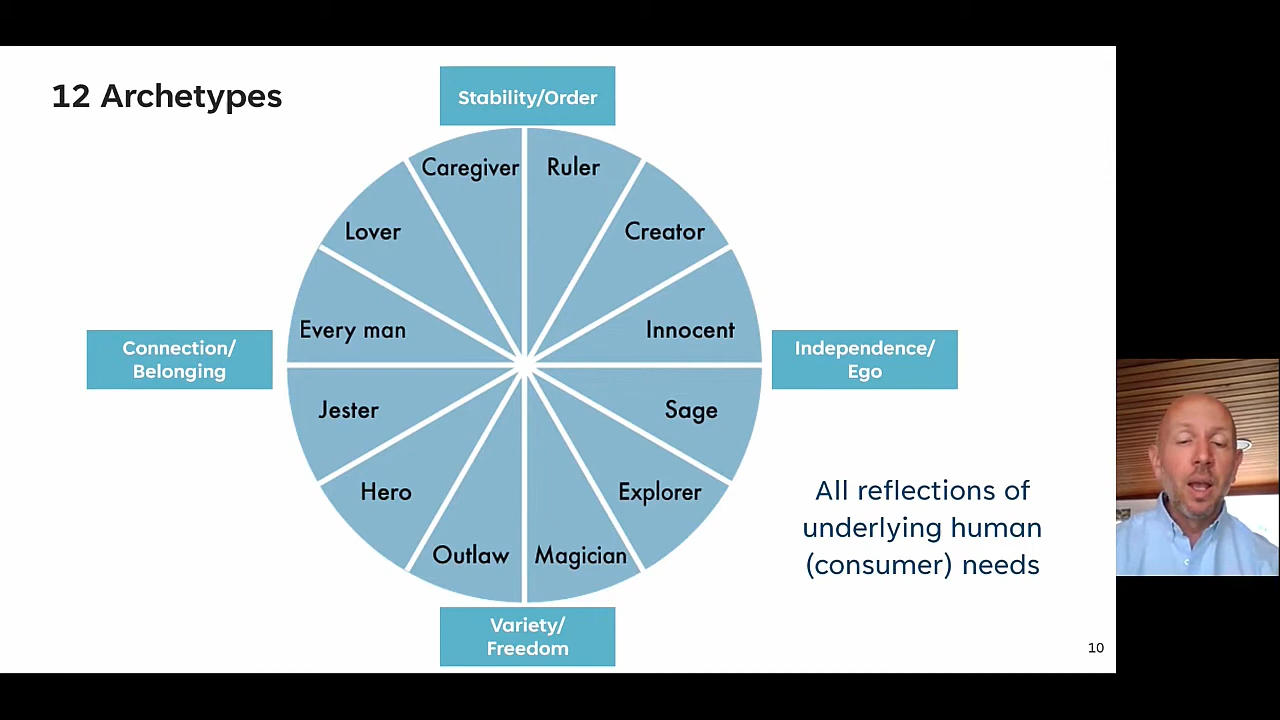 12 Archetypes
Stability/Order
Caregiver
Ruler
Lover
Creator
Every man
Innocent
Connection/
Belonging
Independence/
Ego
Jester
Sage
Hero
Explorer
Outlaw
Magician
All reflections of
underlying human
(consumer) needs
Variety/
Freedom
10